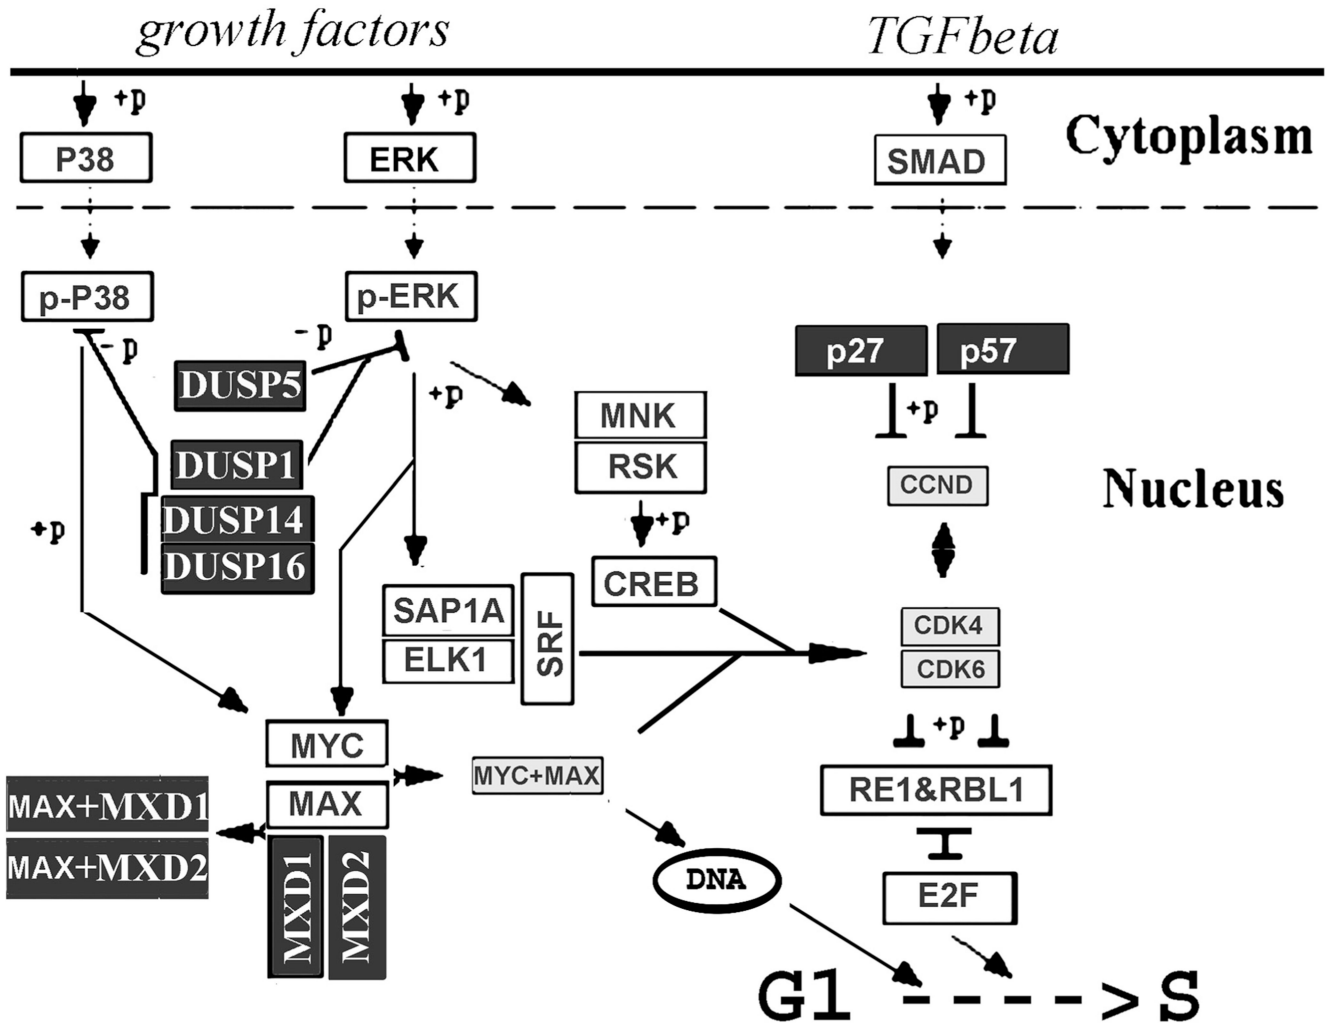 growth factors
TGFbeta
+p
+p
+p
Cytoplasm
P38
ERK
SMAD
p-P38
p-ERK
- p
- p
DUSP5
+p
p27
p57
+p
MNK
RSK
DUSP1
CCND
Nucleus
+p
DUSP14
+p
DUSP16
CREB
SAP1A
ELK1
SRF
CDK4
CDK6
+p
MYC
MYC+MAX
MAX
RE1&RBL1
MAX+MXD1
MAX+MXD2
MXD1
MXD2
DNA
E2F
G1 - - - - > S